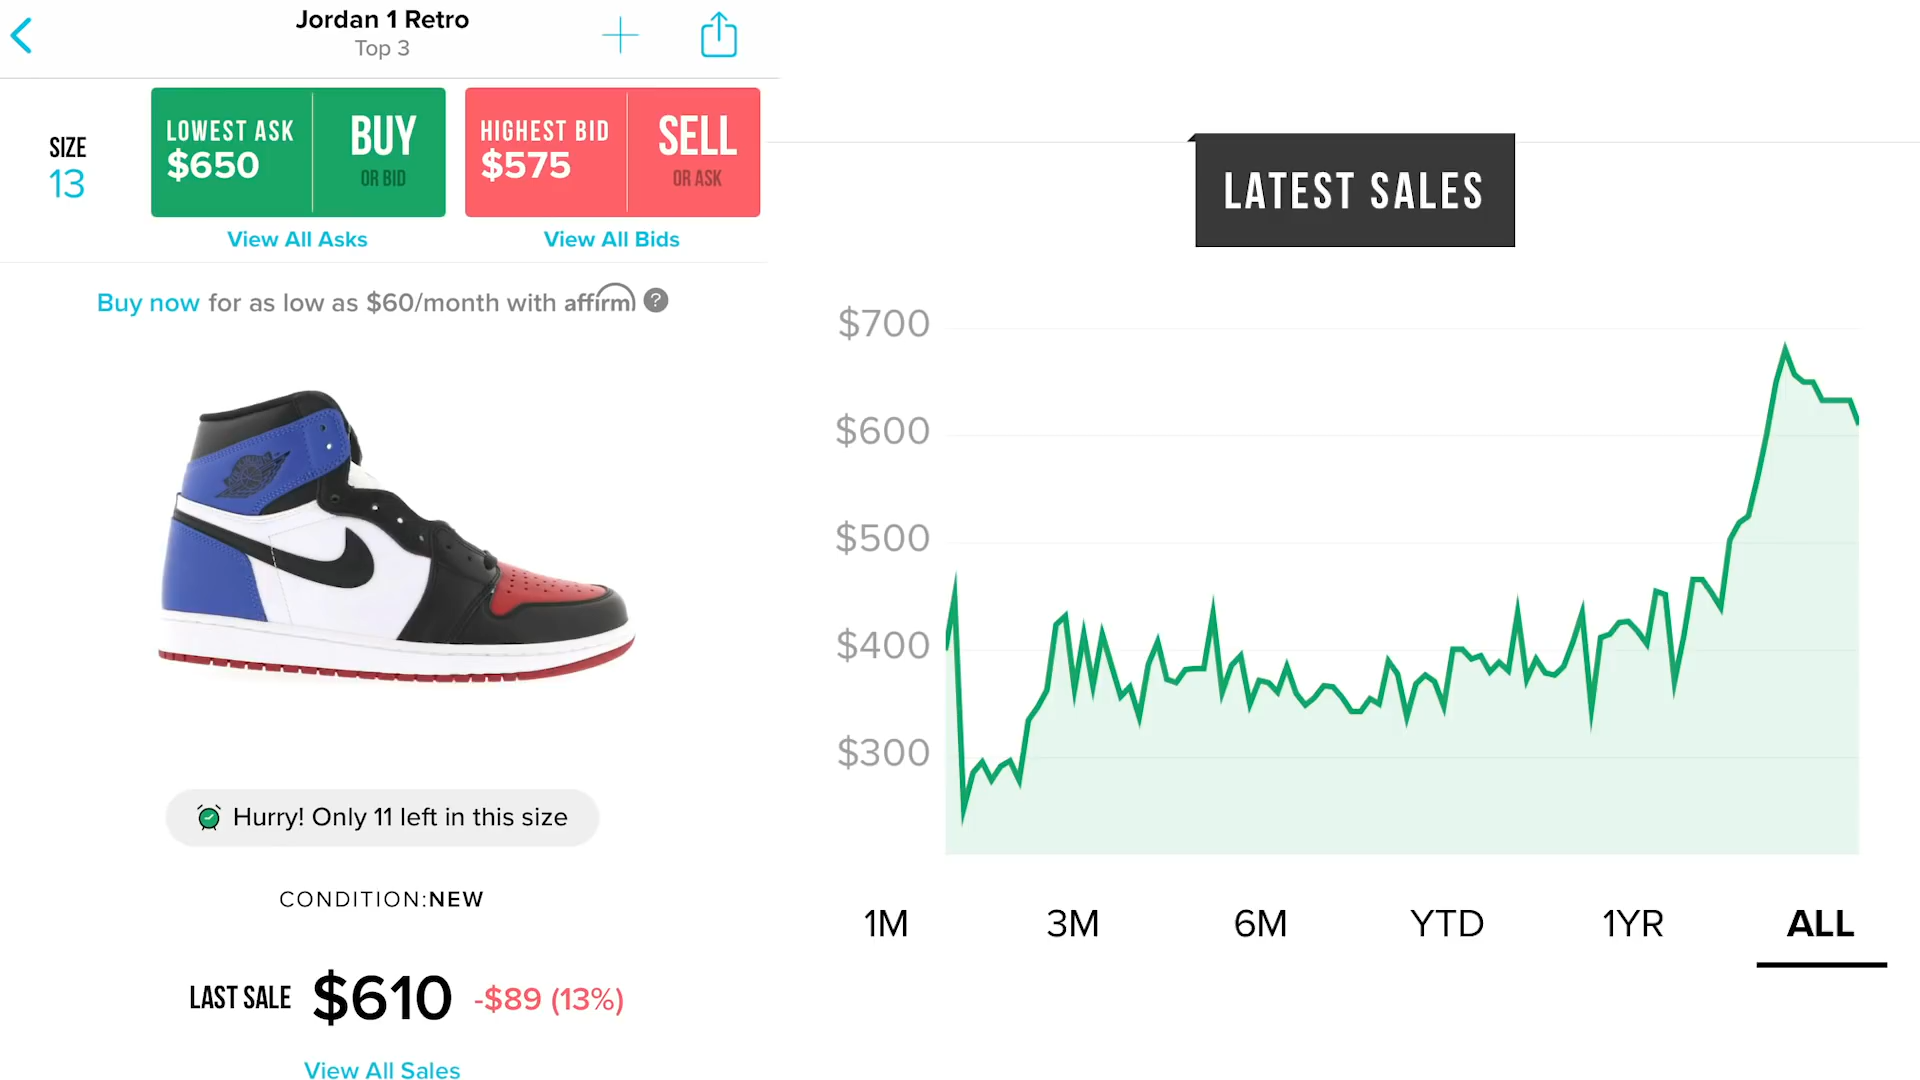 Jordan 1 Retro
Top 3
SIZE
13
LOWEST ASK
$650
BUY
OR BID
HIGHEST BID
$575
SELL
OR ASK
View All Asks
View All Bids
Buy now for as low as $60/month with affirm ?
Hurry! Only 11 left in this size
CONDITION:NEW
LAST SALE $610 -$89 (13%)
View All Sales
LATEST SALES
$700
$600
$500
$400
$300
1M 3M 6M YTD 1YR ALL